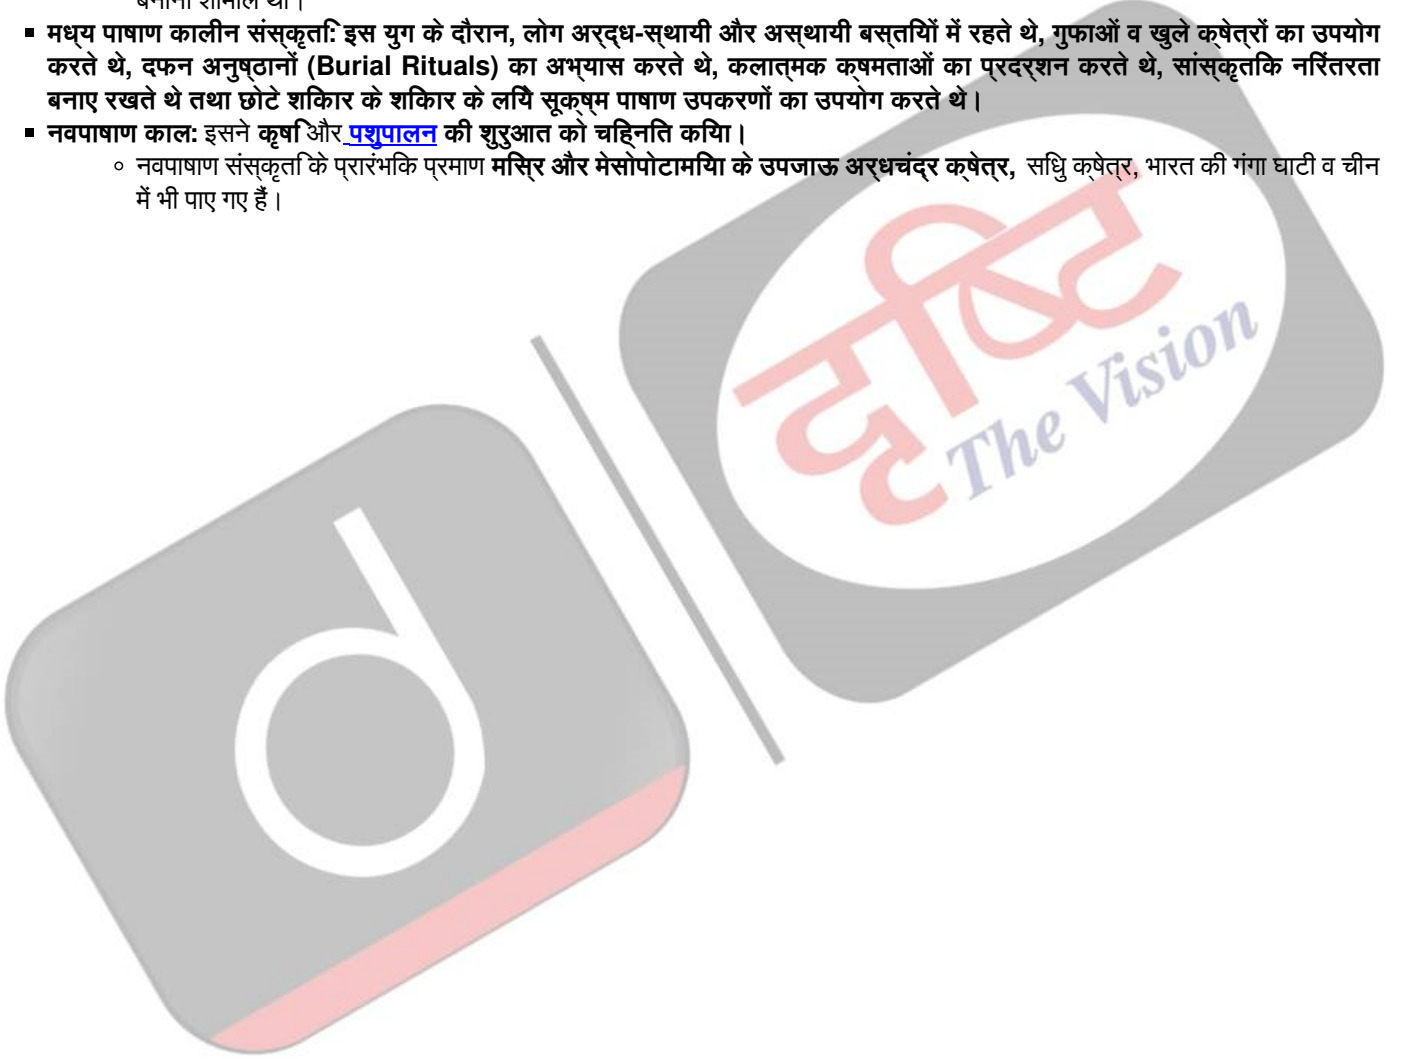 बनाना शामिल था।
▪ मध्य पाषाण कालीन संस्कृति: इस युग के दौरान, लोग अर्द्ध-स्थायी और अस्थायी बस्तियों में रहते थे, गुफाओं व खुले क्षेत्रों का उपयोग
करते थे, दफन अनुष्ठानों (Burial Rituals) का अभ्यास करते थे, कलात्मक क्षमताओं का प्रदर्शन करते थे, सांस्कृतिक निरंतरता
बनाए रखते थे तथा छोटे शिकार के शिकार के लिये सूक्ष्म पाषाण उपकरणों का उपयोग करते थे।
▪ नवपाषाण काल: इसने कृषि और पशुपालन की शुरुआत को चिह्नित किया।
○ नवपाषाण संस्कृति के प्रारंभिक प्रमाण मिस्र और मेसोपोटामिया के उपजाऊ अर्धचंद्र क्षेत्र, सिंधु क्षेत्र, भारत की गंगा घाटी व चीन
में भी पाए गए हैं।
दृष्टि
The Vision
d